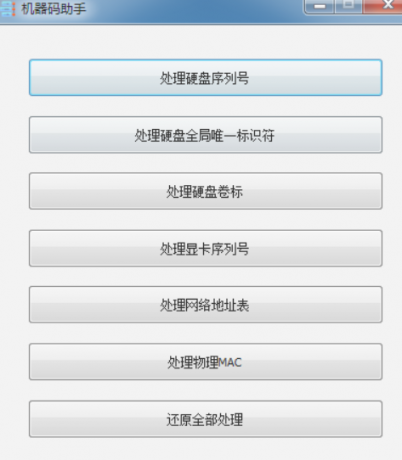 机器码助手
处理硬盘序列号
处理硬盘全局唯一标识符
处理硬盘卷标
处理显卡序列号
处理网络地址表
处理物理MAC
还原全部处理